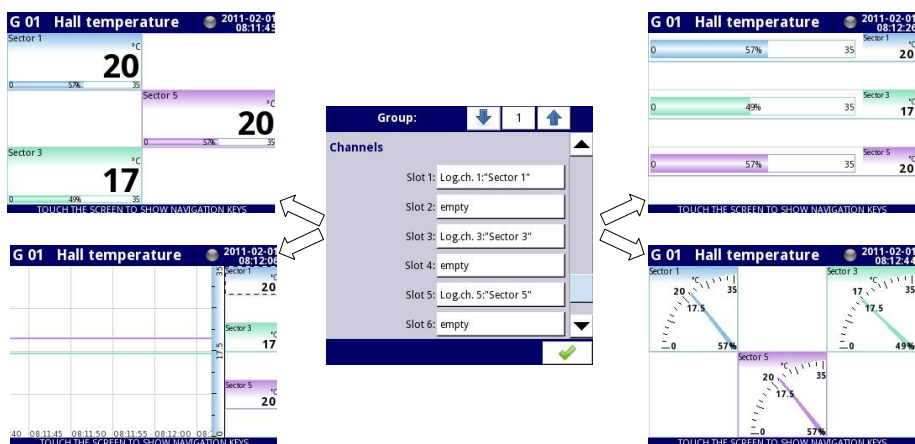 G 01 Hall temperature 2011-02-01 08:11:45
Sector 1
°C
20
0 57% 35
Sector 5
°C
20
0 57% 35
Sector 3
°C
17
0 49% 35
TOUCH THE SCREEN TO SHOW NAVIGATION KEYS
G 01 Hall temperature 2011-02-01 08:12:06
35
17.5
Sector 1
°C
20
Sector 3
°C
17
Sector 5
°C
20
:40 08:11:45 08:11:50 08:11:55 08:12:00 08:1
TOUCH THE SCREEN TO SHOW NAVIGATION KEYS
Group: 1
Channels
Slot 1: Log.ch. 1:"Sector 1"
Slot 2: empty
Slot 3: Log.ch. 3:"Sector 3"
Slot 4: empty
Slot 5: Log.ch. 5:"Sector 5"
Slot 6: empty
G 01 Hall temperature 2011-02-01 08:12:26
Sector 1
0 57% 35
°C
20
Sector 3
0 49% 35
°C
17
Sector 5
0 57% 35
°C
20
TOUCH THE SCREEN TO SHOW NAVIGATION KEYS
G 01 Hall temperature 2011-02-01 08:12:44
Sector 1
°C
20 35
17.5
0 57%
Sector 3
°C
17 35
17.5
0 49%
Sector 5
°C
20 35
17.5
0 57%
TOUCH THE SCREEN TO SHOW NAVIGATION KEYS